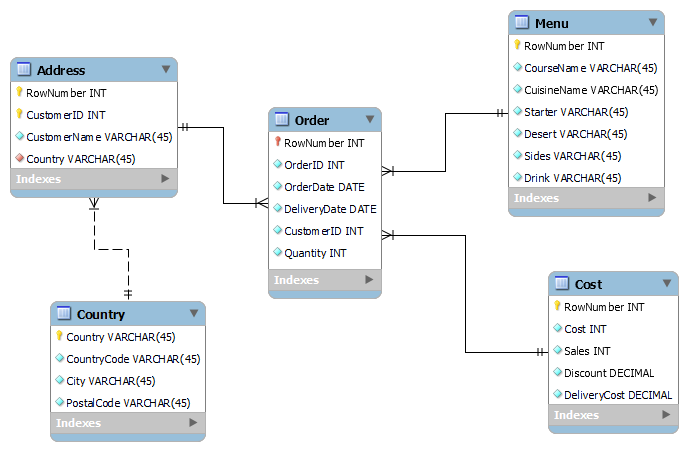 Address
RowNumber INT
CustomerID INT
CustomerName VARCHAR(45)
Country VARCHAR(45)
Indexes
Country
Country VARCHAR(45)
CountryCode VARCHAR(45)
City VARCHAR(45)
PostalCode VARCHAR(45)
Indexes
Order
RowNumber INT
OrderID INT
OrderDate DATE
DeliveryDate DATE
CustomerID INT
Quantity INT
Indexes
Menu
RowNumber INT
CourseName VARCHAR(45)
CuisineName VARCHAR(45)
Starter VARCHAR(45)
Desert VARCHAR(45)
Sides VARCHAR(45)
Drink VARCHAR(45)
Indexes
Cost
RowNumber INT
Cost INT
Sales INT
Discount DECIMAL
DeliveryCost DECIMAL
Indexes